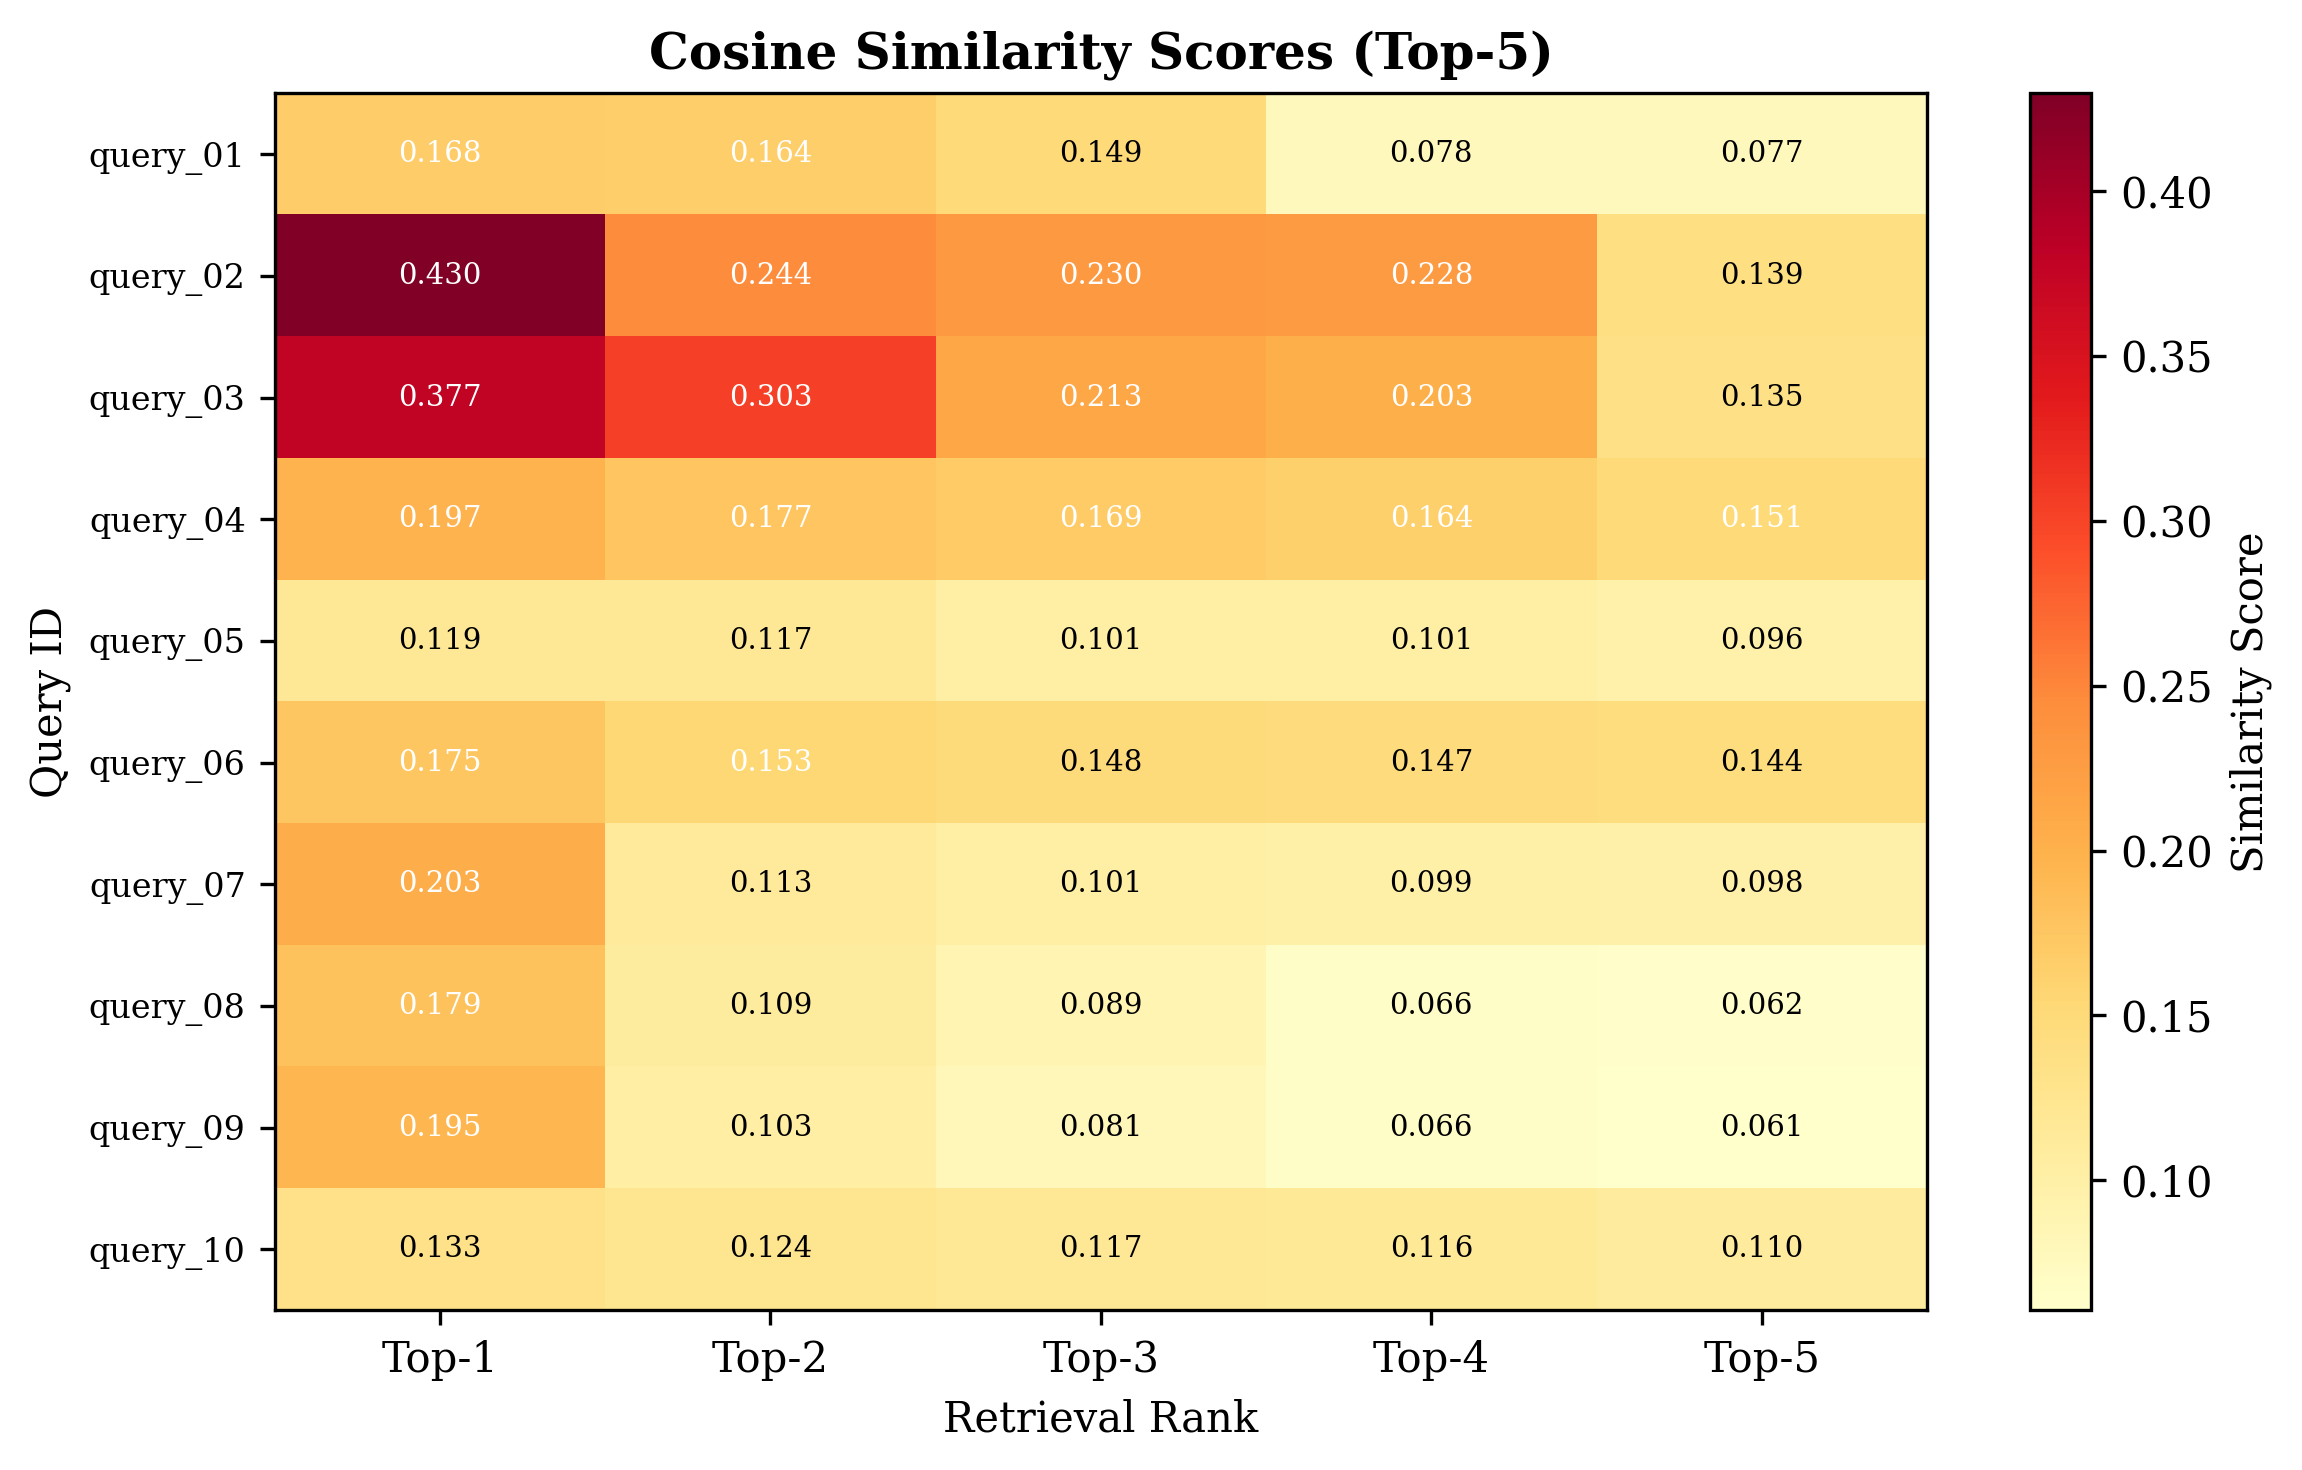 Cosine Similarity Scores (Top-5)
query_01 0.168 0.164 0.149 0.078 0.077
query_02 0.430 0.244 0.230 0.228 0.139
query_03 0.377 0.303 0.213 0.203 0.135
query_04 0.197 0.177 0.169 0.164 0.151
query_05 0.119 0.117 0.101 0.101 0.096
query_06 0.175 0.153 0.148 0.147 0.144
query_07 0.203 0.113 0.101 0.099 0.098
query_08 0.179 0.109 0.089 0.066 0.062
query_09 0.195 0.103 0.081 0.066 0.061
query_10 0.133 0.124 0.117 0.116 0.110
Top-1 Top-2 Top-3 Top-4 Top-5
Retrieval Rank
Query ID
0.40
0.35
0.30
0.25
0.20
0.15
0.10
Similarity Score